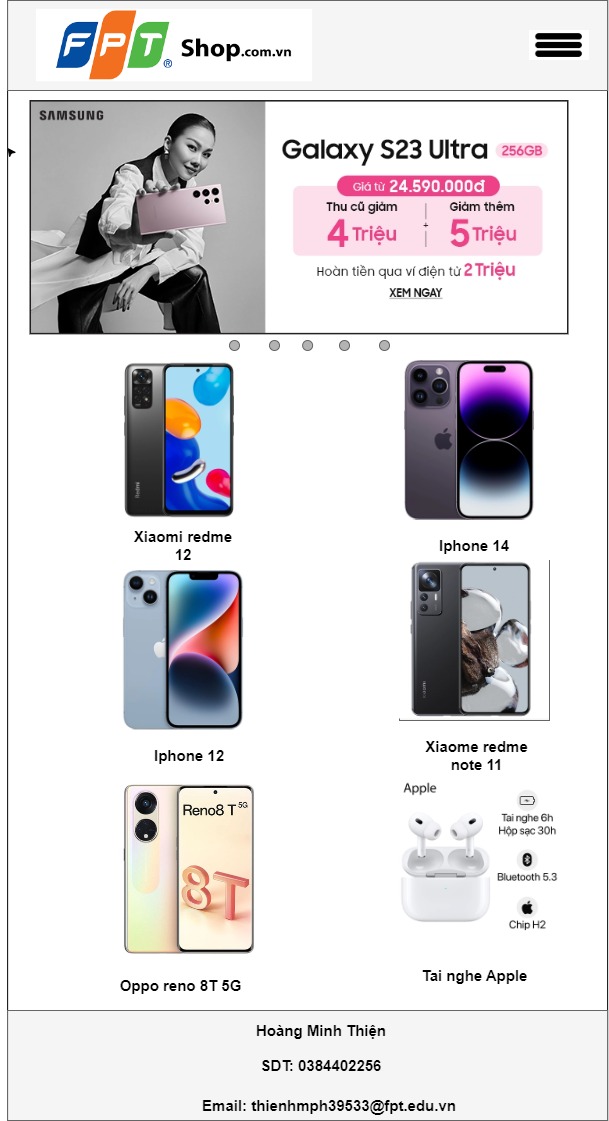 FPT® Shop.com.vn
SAMSUNG
Galaxy S23 Ultra 256GB
Giá từ 24.590.000đ
Thu cũ giảm
4 Triệu
+
Giảm thêm
5 Triệu
Hoàn tiền qua ví điện tử 2 Triệu
XEM NGAY
Redmi
Xiaomi redme
12
Iphone 14
Iphone 12
Xiaome redme
note 11
Reno8 T 5G
8T
Oppo reno 8T 5G
Apple
Tai nghe 6h
Hộp sạc 30h
Bluetooth 5.3
Chip H2
Tai nghe Apple
Hoàng Minh Thiện
SDT: 0384402256
Email: thienhmph39533@fpt.edu.vn